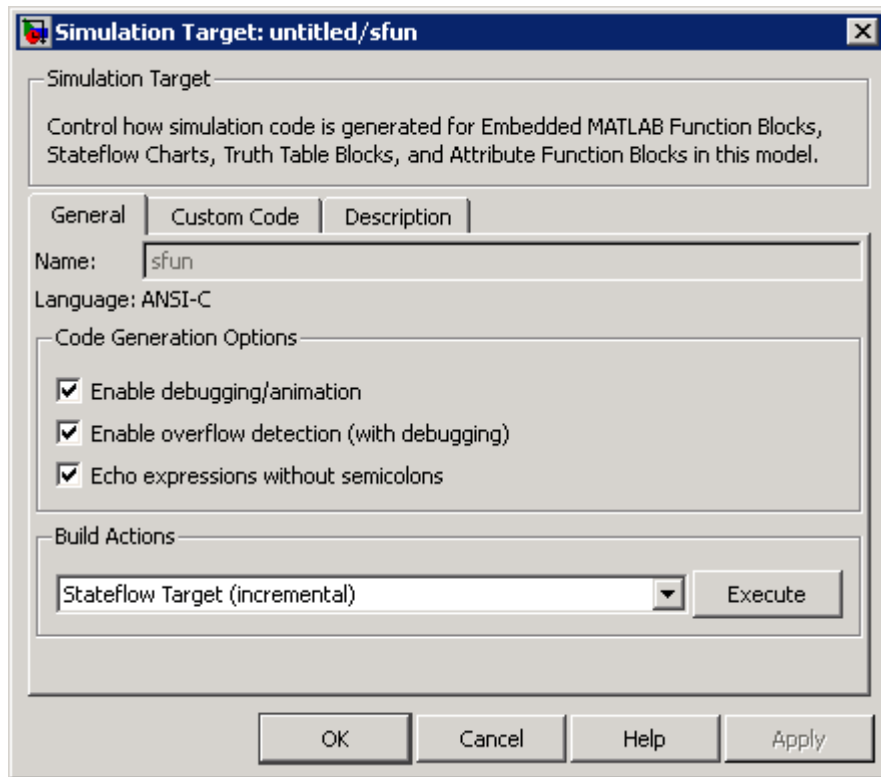 Simulation Target: untitled/sfun
Simulation Target
Control how simulation code is generated for Embedded MATLAB Function Blocks,
Stateflow Charts, Truth Table Blocks, and Attribute Function Blocks in this model.
General Custom Code Description
Name: sfun
Language: ANSI-C
Code Generation Options
Enable debugging/animation
Enable overflow detection (with debugging)
Echo expressions without semicolons
Build Actions
Stateflow Target (incremental) Execute
OK Cancel Help Apply